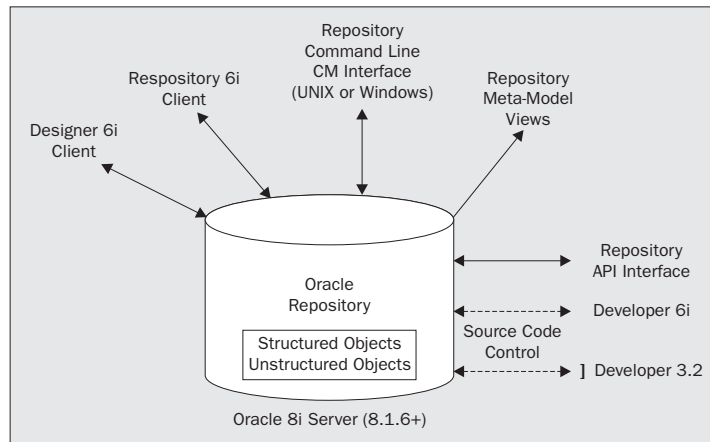 Repository
Command Line
CM Interface
(UNIX or Windows)
Respository 6i
Client
Repository
Meta-Model
Views
Designer 6i
Client
Repository
API Interface
Oracle
Repository
Developer 6i
Structured Objects
Unstructured Objects
Source Code
Control
] Developer 3.2
Oracle 8i Server (8.1.6+)